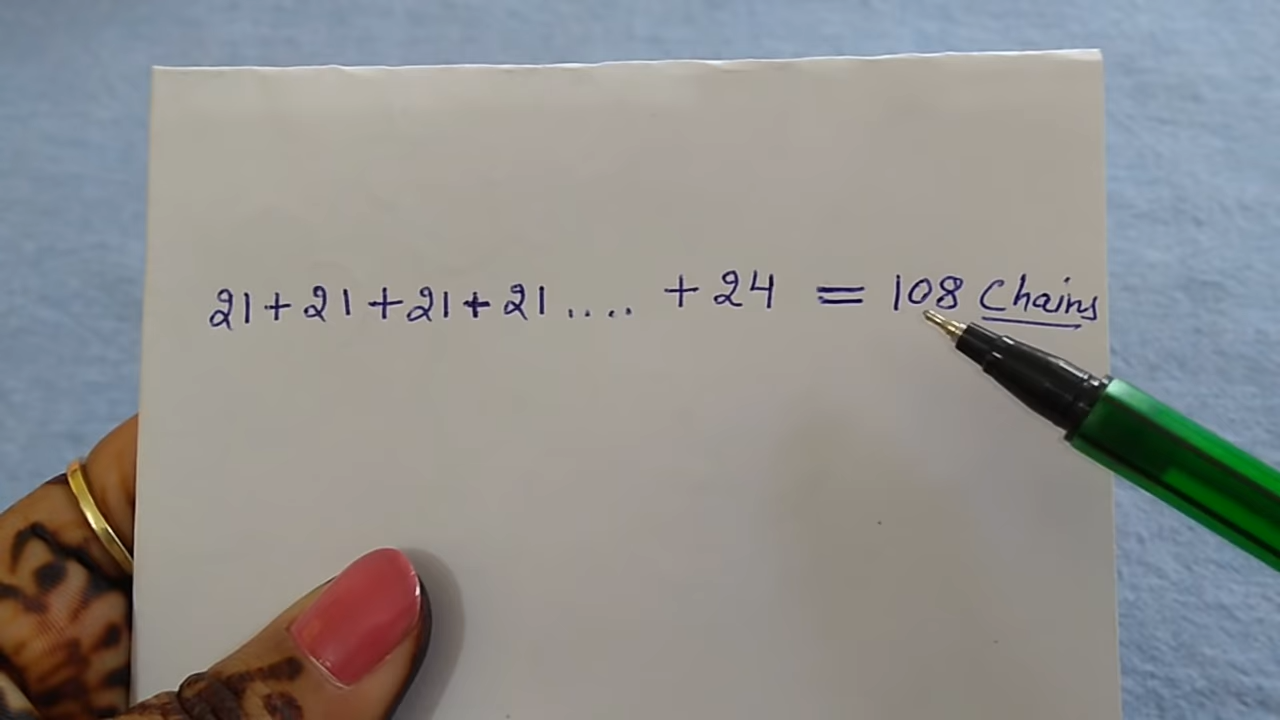 21 + 21 + 21 + 21 .... + 24 = 108 Chains